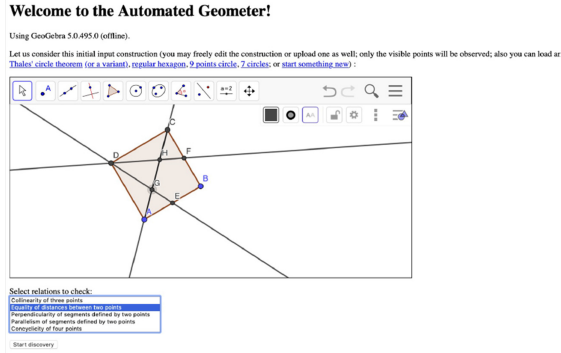 Welcome to the Automated Geometer!
Using GeoGebra 5.0.495.0 (offline).
Let us consider this initial input construction (you may freely edit the construction or upload one as well; only the visible points will be observed; also you can load ar
Thales' circle theorem (or a variant), regular hexagon, 9 points circle, 7 circles; or start something new) :
A
a=2
AA
C
D
H
F
G
B
E
A
Select relations to check:
Collinearity of three points
Equality of distances between two points
Perpendicularity of segments defined by two points
Parallelism of segments defined by two points
Concyclicity of four points
Start discovery